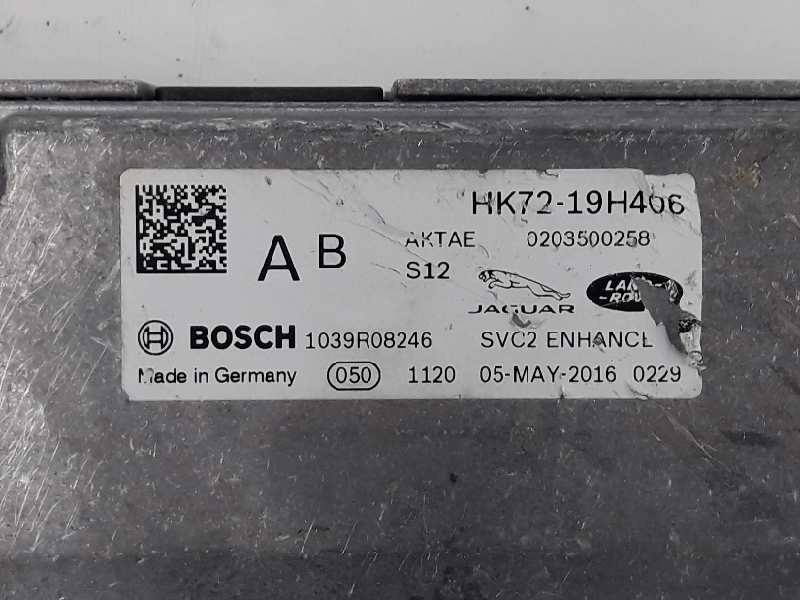 HK72-19H406
A B
AKTAE 0203500258
S12
JAGUAR
BOSCH 1039R08246 SVC2 ENHANCE
Made in Germany 050 1120 05-MAY-2016 0229